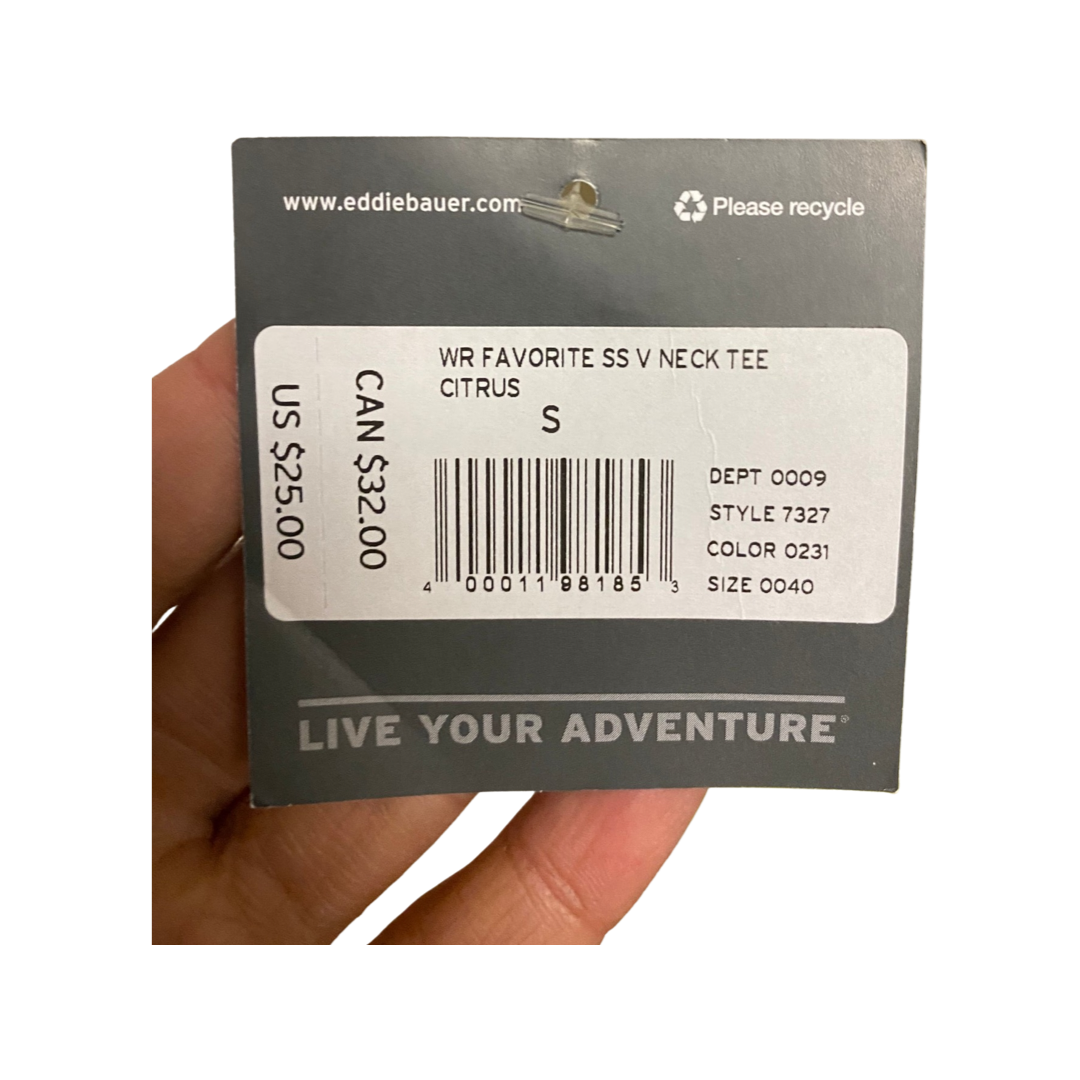 www.eddiebauer.com
Please recycle
WR FAVORITE SS V NECK TEE
CITRUS
S
US $25.00
CAN $32.00
DEPT 0009
STYLE 7327
COLOR 0231
SIZE 0040
4 00011 98185 3
LIVE YOUR ADVENTURE®